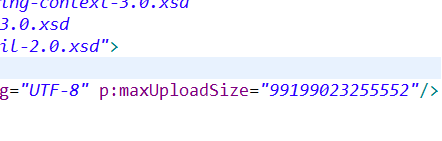 ng-context-3.0.xsd
3.0.xsd
il-2.0.xsd">
g="UTF-8" p:maxUploadSize="99199023255552"/>